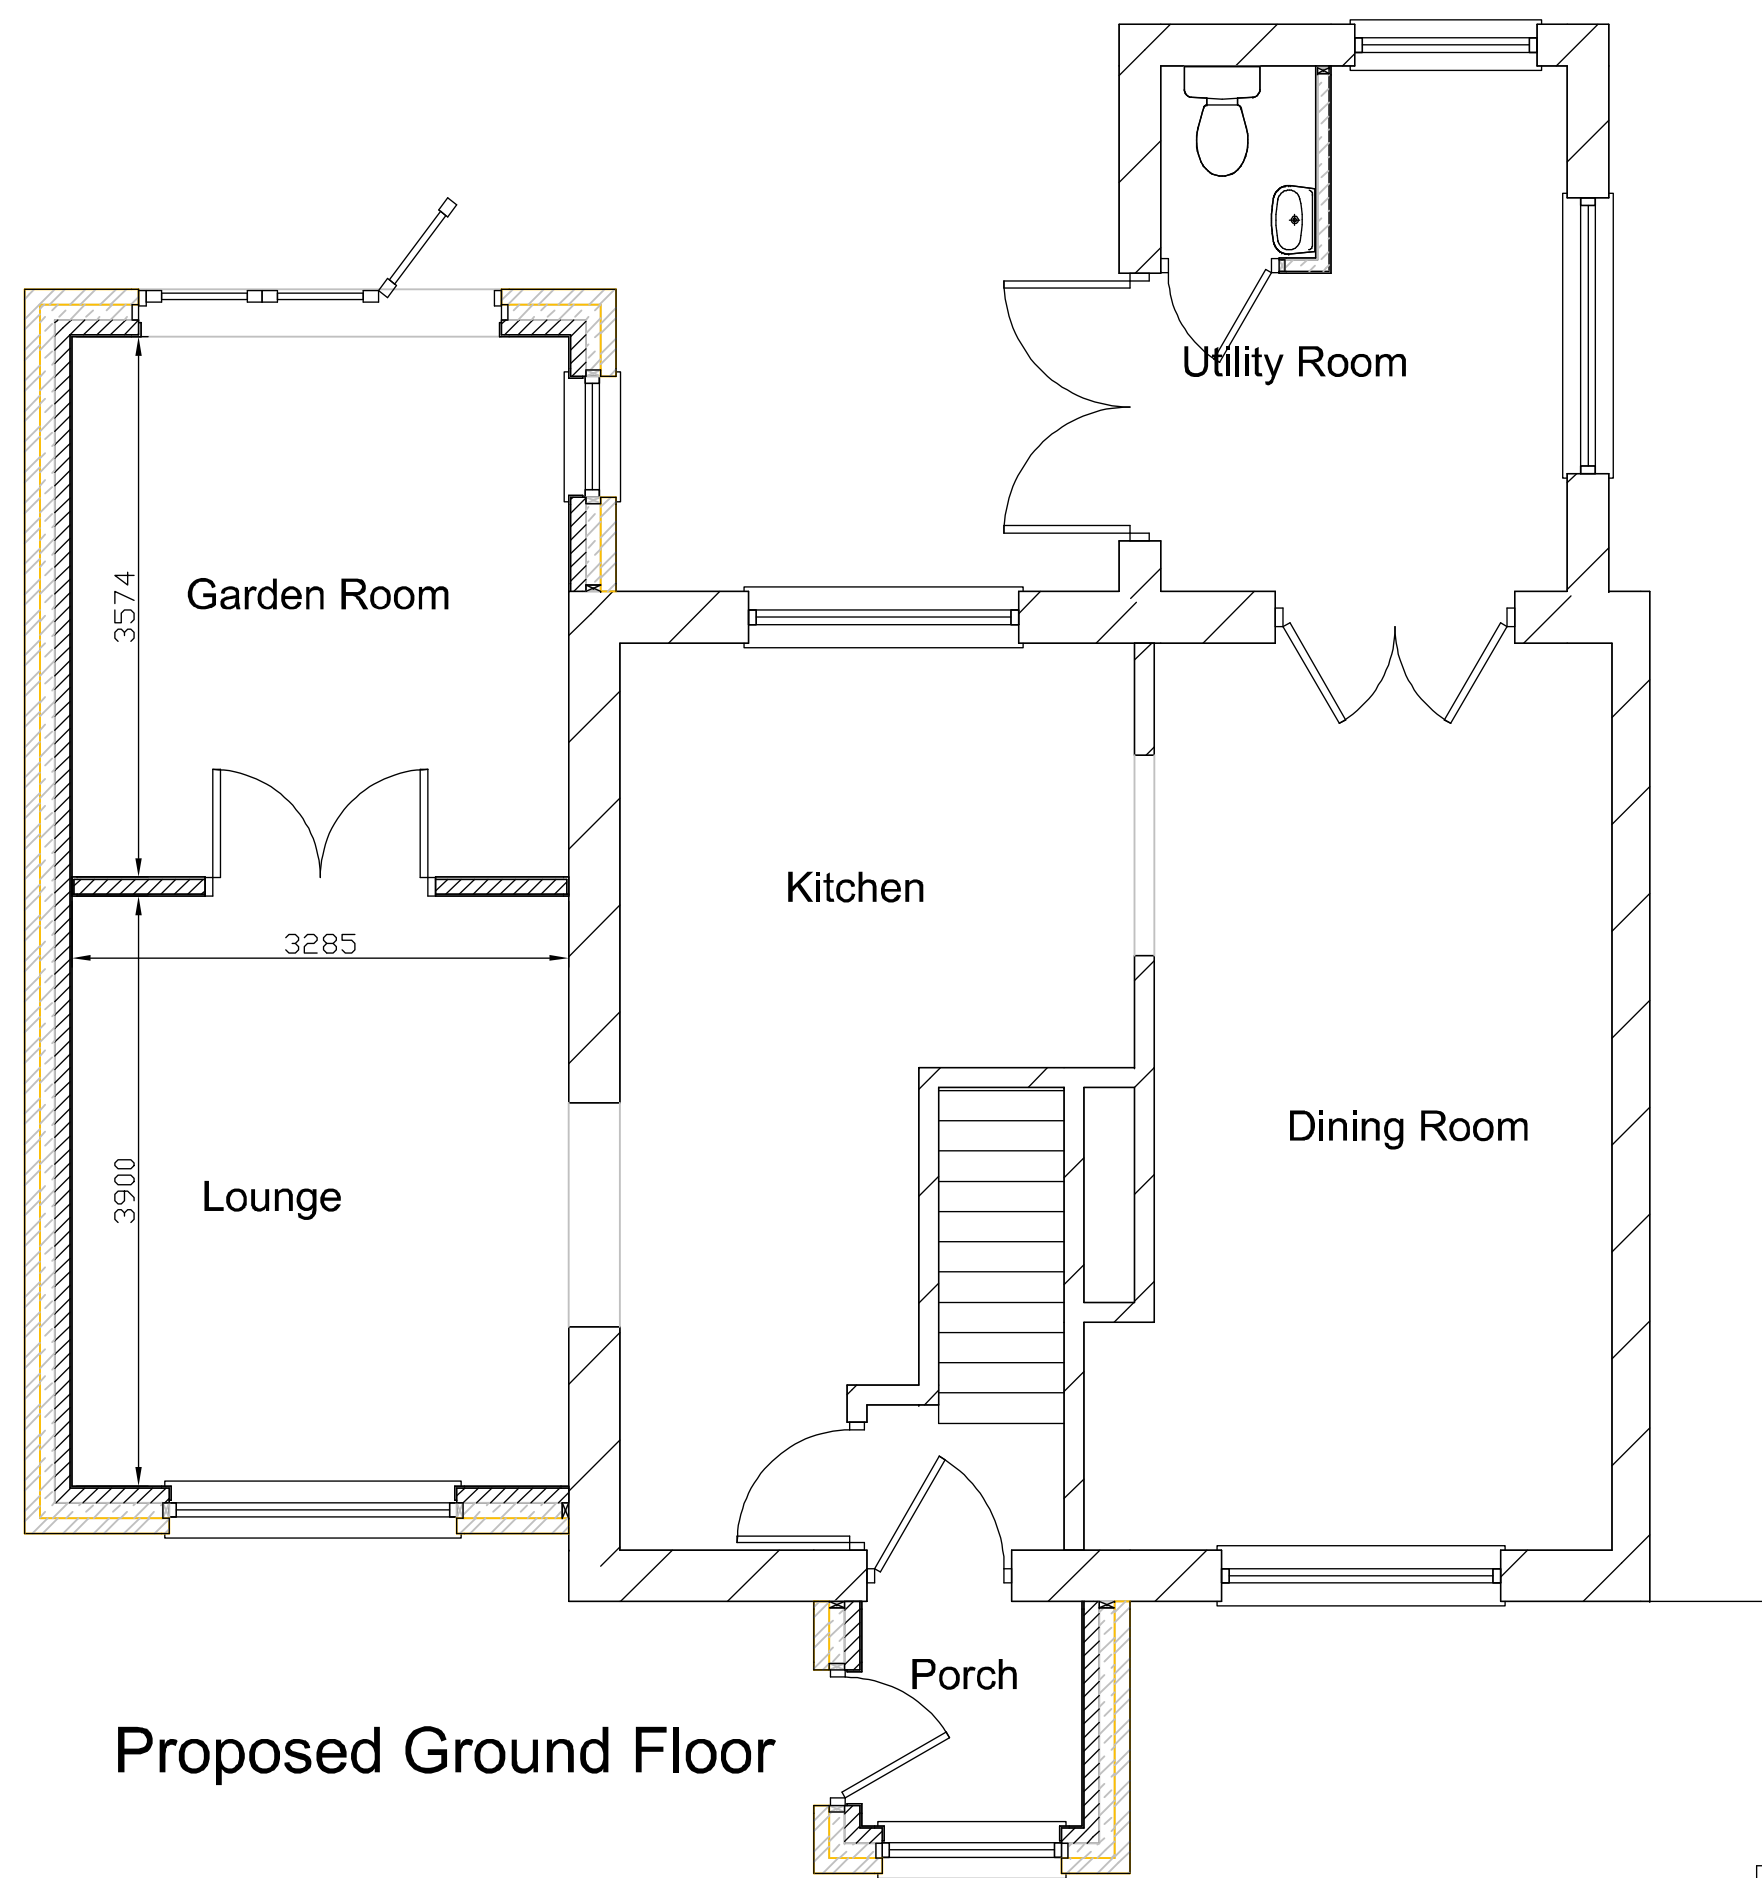 Utility Room
Garden Room
3574
Kitchen
3285
Dining Room
Lounge
3900
Porch
Proposed Ground Floor